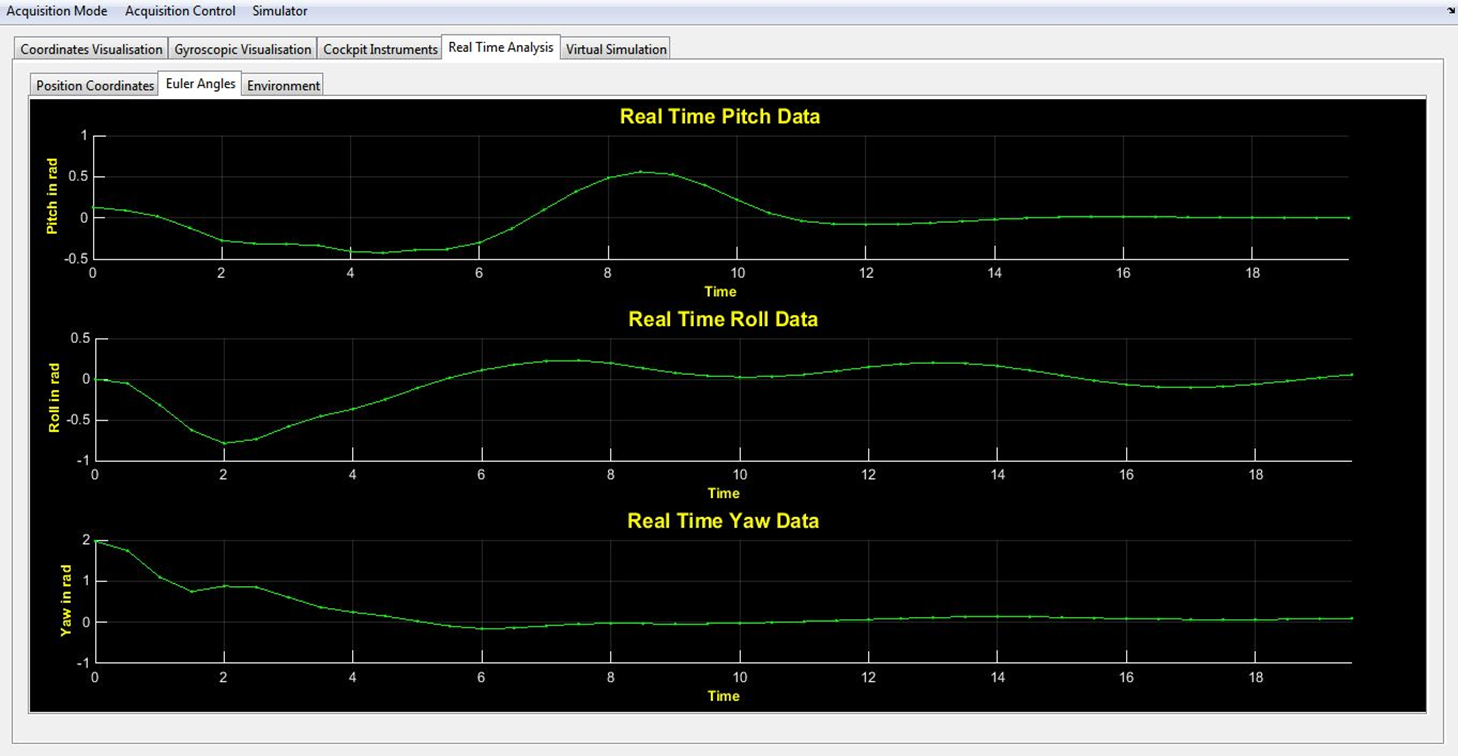 Acquisition Mode Acquisition Control Simulator
Coordinates Visualisation Gyroscopic Visualisation Cockpit Instruments Real Time Analysis Virtual Simulation
Position Coordinates Euler Angles Environment
Real Time Pitch Data
Pitch in rad
1
0.5
0
-0.5
0 2 4 6 8 10 12 14 16 18
Time
Real Time Roll Data
Roll in rad
0.5
0
-0.5
-1
0 2 4 6 8 10 12 14 16 18
Time
Real Time Yaw Data
Yaw in rad
2
1
0
-1
0 2 4 6 8 10 12 14 16 18
Time